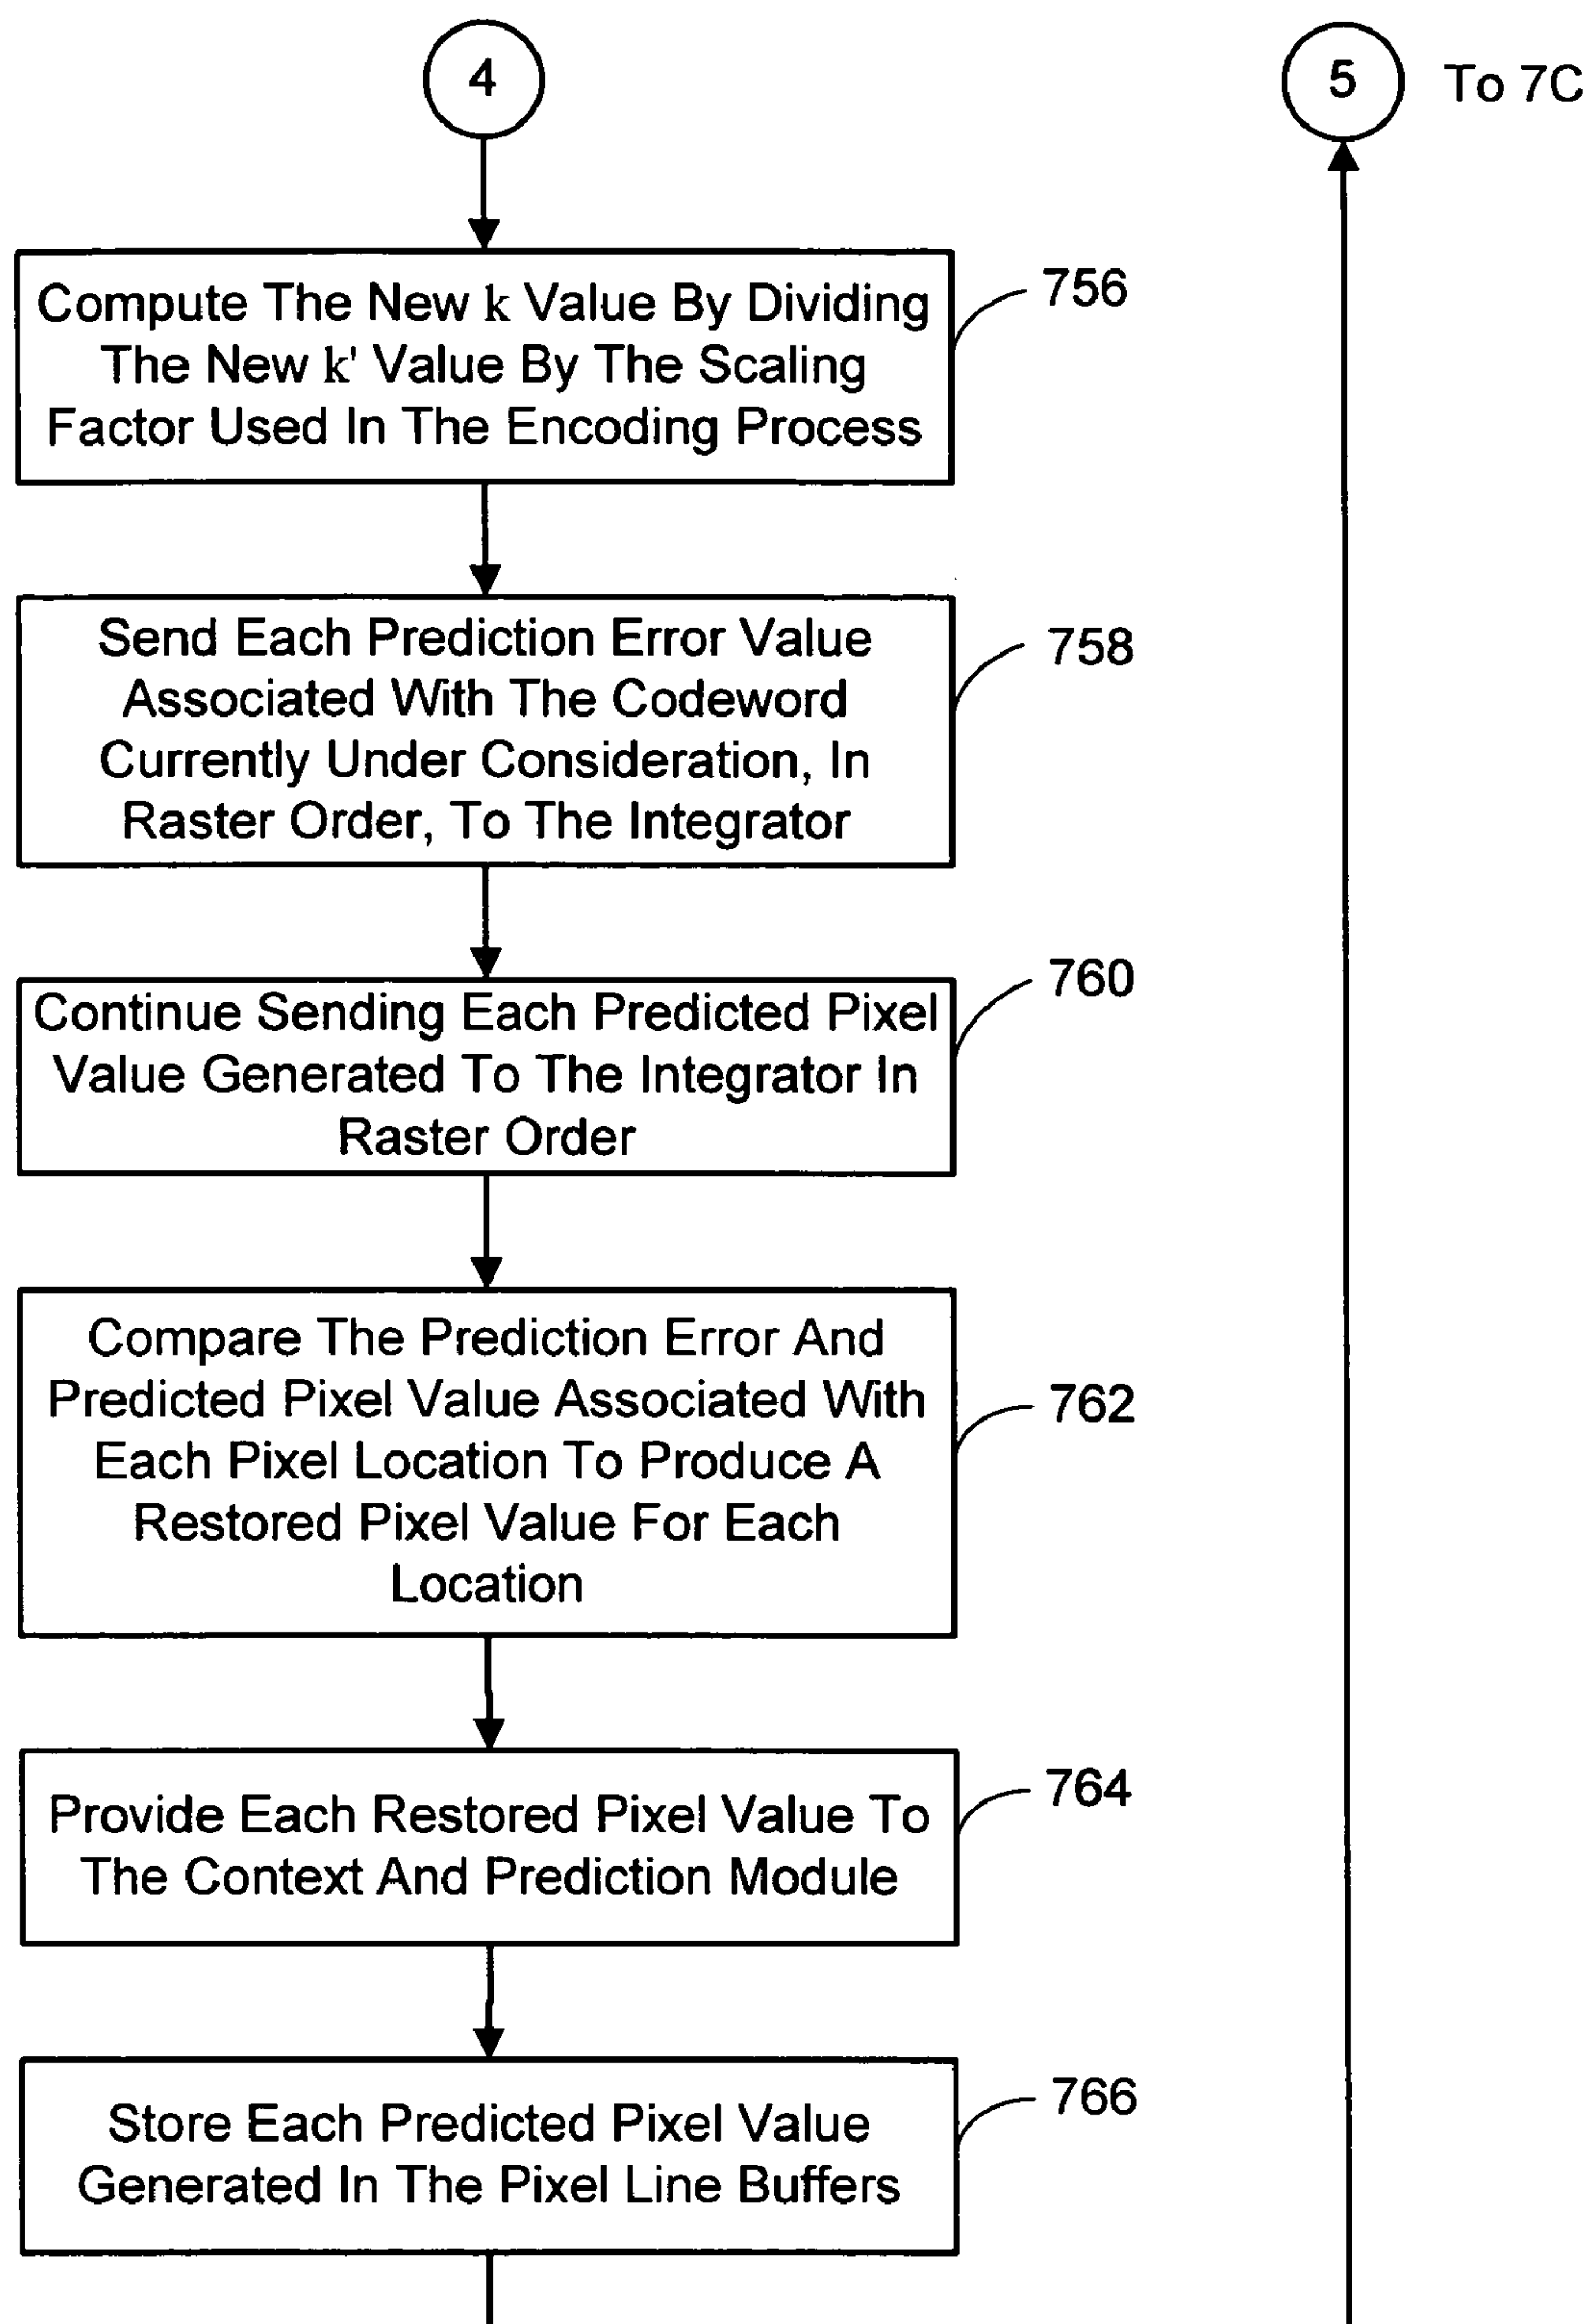 4
5 To 7C
Compute The New k Value By Dividing
The New k' Value By The Scaling
Factor Used In The Encoding Process
756
Send Each Prediction Error Value
Associated With The Codeword
Currently Under Consideration, In
Raster Order, To The Integrator
758
Continue Sending Each Predicted Pixel
Value Generated To The Integrator In
Raster Order
760
Compare The Prediction Error And
Predicted Pixel Value Associated With
Each Pixel Location To Produce A
Restored Pixel Value For Each
Location
762
Provide Each Restored Pixel Value To
The Context And Prediction Module
764
Store Each Predicted Pixel Value
Generated In The Pixel Line Buffers
766